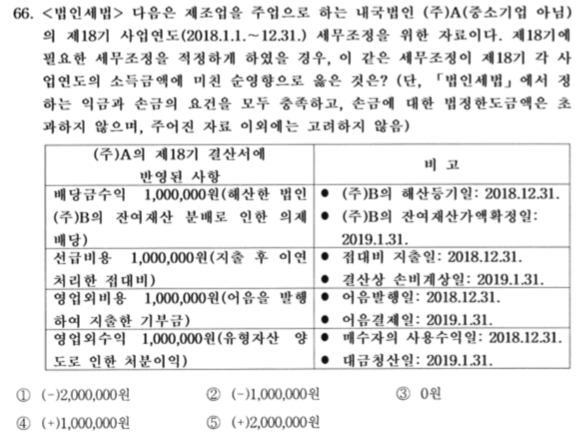 66. <법인세법> 다음은 제조업을 주업으로 하는 내국법인 (주)A(중소기업 아님)
의 제18기 사업연도(2018.1.1.~12.31.) 세무조정을 위한 자료이다. 제18기에
필요한 세무조정을 적정하게 하였을 경우, 이 같은 세무조정이 제18기 각 사
업연도의 소득금액에 미친 순영향으로 옳은 것은? (단, 「법인세법」에서 정
하는 익금과 손금의 요건을 모두 충족하고, 손금에 대한 법정한도금액은 초
과하지 않으며, 주어진 자료 이외에는 고려하지 않음)
(주)A의 제18기 결산서에
반영된 사항
비 고
배당금수익 1,000,000원(해산한 법인
(주)B의 잔여재산 분배로 인한 의제
배당)
● (주)B의 해산등기일: 2018.12.31.
● (주)B의 잔여재산가액확정일:
2019.1.31.
선급비용 1,000,000원(지출 후 이연
처리한 접대비)
● 접대비 지출일: 2018.12.31.
● 결산상 손비계상일: 2019.1.31.
영업외비용 1,000,000원(어음을 발행
하여 지출한 기부금)
● 어음발행일: 2018.12.31.
● 어음결제일: 2019.1.31.
영업외수익 1,000,000원(유형자산 양
도로 인한 처분이익)
● 매수자의 사용수익일: 2018.12.31.
● 대금청산일: 2019.1.31.
① (-)2,000,000원 ② (-)1,000,000원 ③ 0원
④ (+)1,000,000원 ⑤ (+)2,000,000원